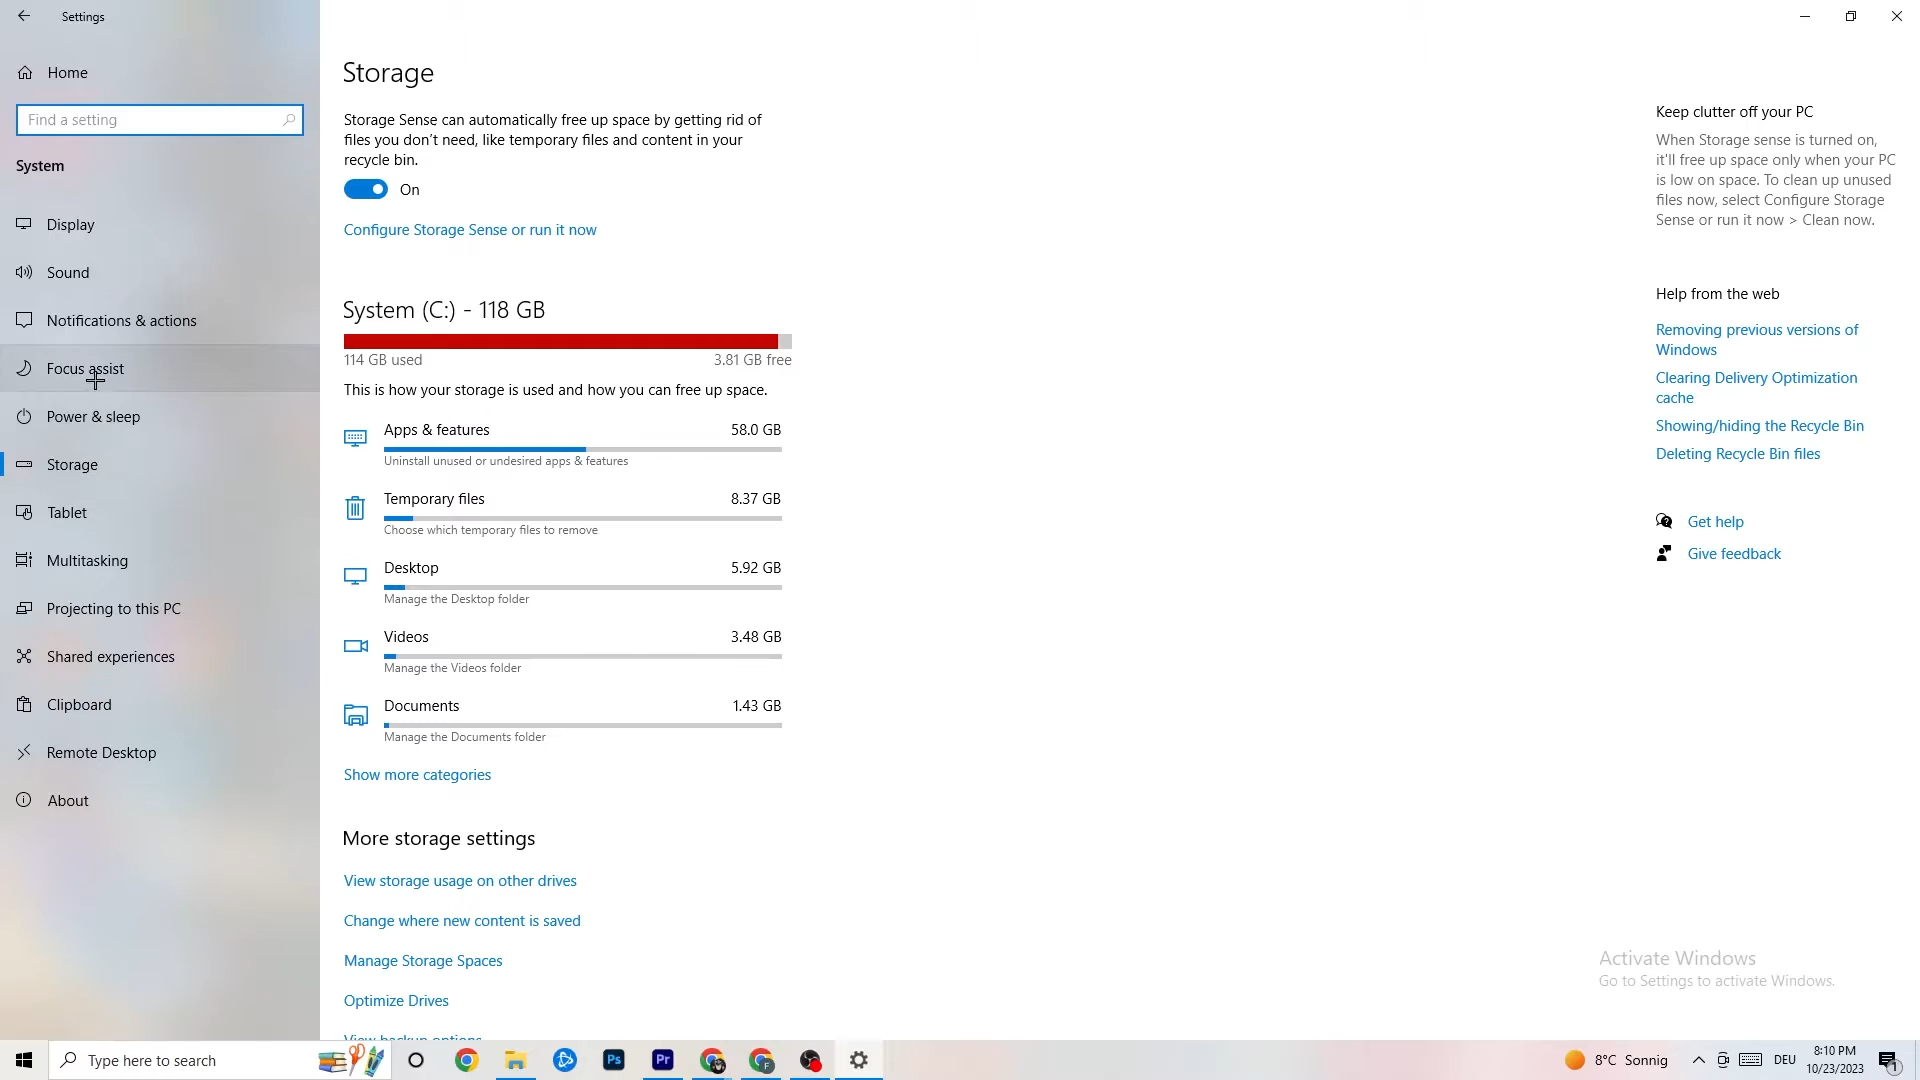 Settings
Home
Find a setting
System
Display
Sound
Notifications & actions
Focus assist
Power & sleep
Storage
Tablet
Multitasking
Projecting to this PC
Shared experiences
Clipboard
Remote Desktop
About
Storage
Storage Sense can automatically free up space by getting rid of
files you don't need, like temporary files and content in your
recycle bin.
On
Configure Storage Sense or run it now
System (C:) - 118 GB
114 GB used
3.81 GB free
This is how your storage is used and how you can free up space.
Apps & features
58.0 GB
Uninstall unused or undesired apps & features
Temporary files
8.37 GB
Choose which temporary files to remove
Desktop
5.92 GB
Manage the Desktop folder
Videos
3.48 GB
Manage the Videos folder
Documents
1.43 GB
Manage the Documents folder
Show more categories
More storage settings
View storage usage on other drives
Change where new content is saved
Manage Storage Spaces
Optimize Drives
View backup options
Keep clutter off your PC
When Storage sense is turned on,
it'll free up space only when your PC
is low on space. To clean up unused
files now, select Configure Storage
Sense or run it now > Clean now.
Help from the web
Removing previous versions of
Windows
Clearing Delivery Optimization
cache
Showing/hiding the Recycle Bin
Deleting Recycle Bin files
Get help
Give feedback
Activate Windows
Go to Settings to activate Windows.
Type here to search
Ps
Pr
F
8°C Sonnig
DEU
8:10 PM
10/23/2023
1